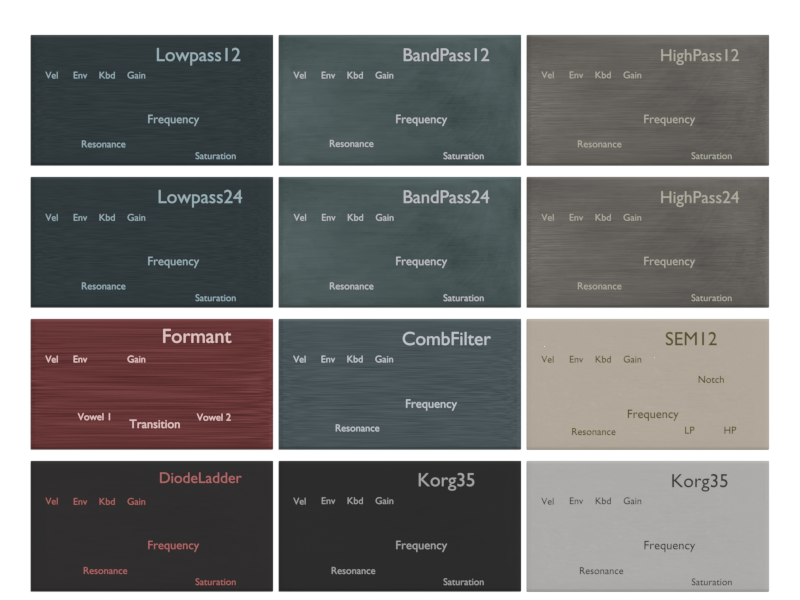 Lowpass12
Vel Env Kbd Gain
Frequency
Resonance
Saturation
BandPass12
Vel Env Kbd Gain
Frequency
Resonance
Saturation
HighPass12
Vel Env Kbd Gain
Frequency
Resonance
Saturation
Lowpass24
Vel Env Kbd Gain
Frequency
Resonance
Saturation
BandPass24
Vel Env Kbd Gain
Frequency
Resonance
Saturation
HighPass24
Vel Env Kbd Gain
Frequency
Resonance
Saturation
Formant
Vel Env Gain
Vowel 1 Transition Vowel 2
CombFilter
Vel Env Kbd Gain
Frequency
Resonance
SEM12
Vel Env Kbd Gain
Notch
Frequency
Resonance LP HP
DiodeLadder
Vel Env Kbd Gain
Frequency
Resonance
Saturation
Korg35
Vel Env Kbd Gain
Frequency
Resonance
Saturation
Korg35
Vel Env Kbd Gain
Frequency
Resonance
Saturation